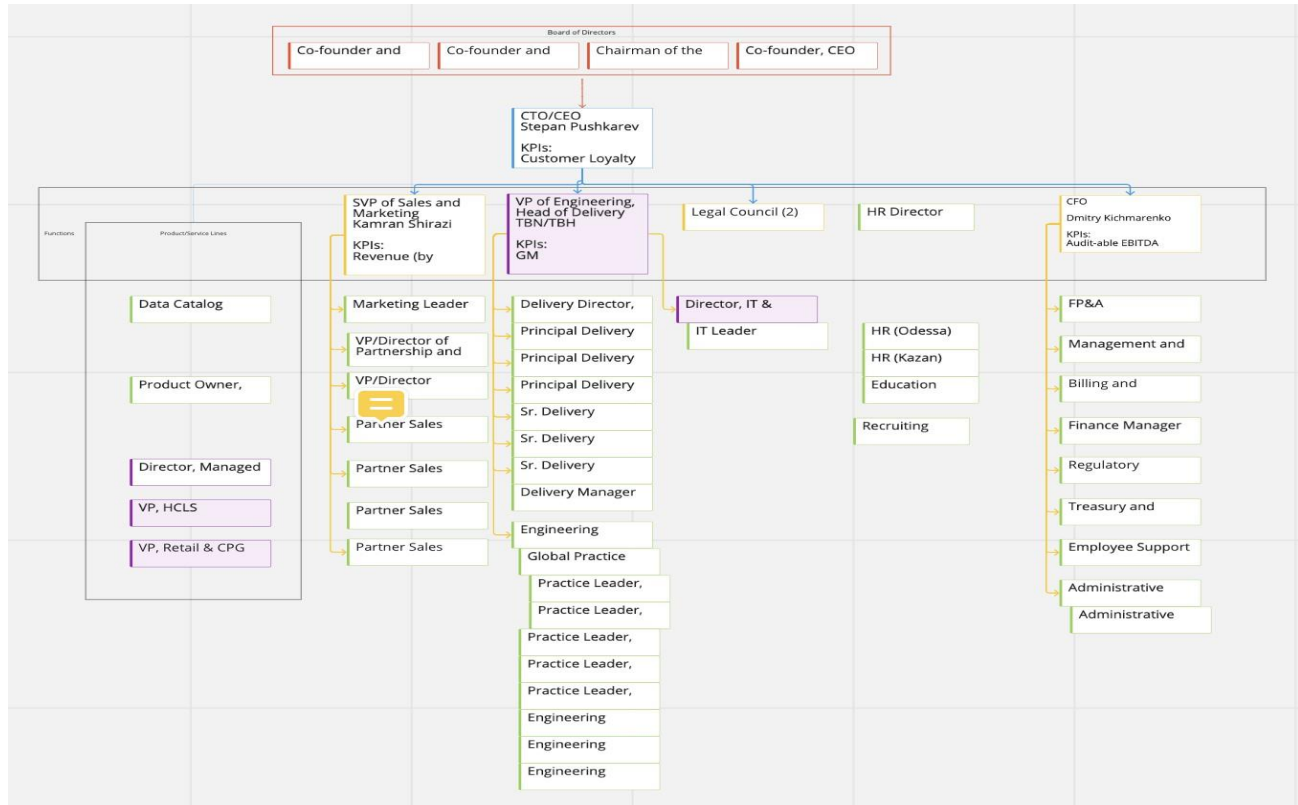 Board of Directors
Co-founder and
Co-founder and
Chairman of the
Co-founder, CEO
CTO/CEO
Stepan Pushkarev
KPIs:
Customer Loyalty
Functions
Product/Service Lines
SVP of Sales and
Marketing
Kamran Shirazi
KPIs:
Revenue (by
VP of Engineering,
Head of Delivery
TBN/TBH
KPIs:
GM
Legal Council (2)
HR Director
CFO
Dmitry Kichmarenko
KPIs:
Audit-able EBITDA
Data Catalog
Product Owner,
Director, Managed
VP, HCLS
VP, Retail & CPG
Marketing Leader
VP/Director of
Partnership and
VP/Director
Partner Sales
Partner Sales
Partner Sales
Partner Sales
Delivery Director,
Principal Delivery
Principal Delivery
Principal Delivery
Sr. Delivery
Sr. Delivery
Sr. Delivery
Delivery Manager
Engineering
Global Practice
Practice Leader,
Practice Leader,
Practice Leader,
Practice Leader,
Practice Leader,
Engineering
Engineering
Engineering
Director, IT &
IT Leader
HR (Odessa)
HR (Kazan)
Education
Recruiting
FP&A
Management and
Billing and
Finance Manager
Regulatory
Treasury and
Employee Support
Administrative
Administrative